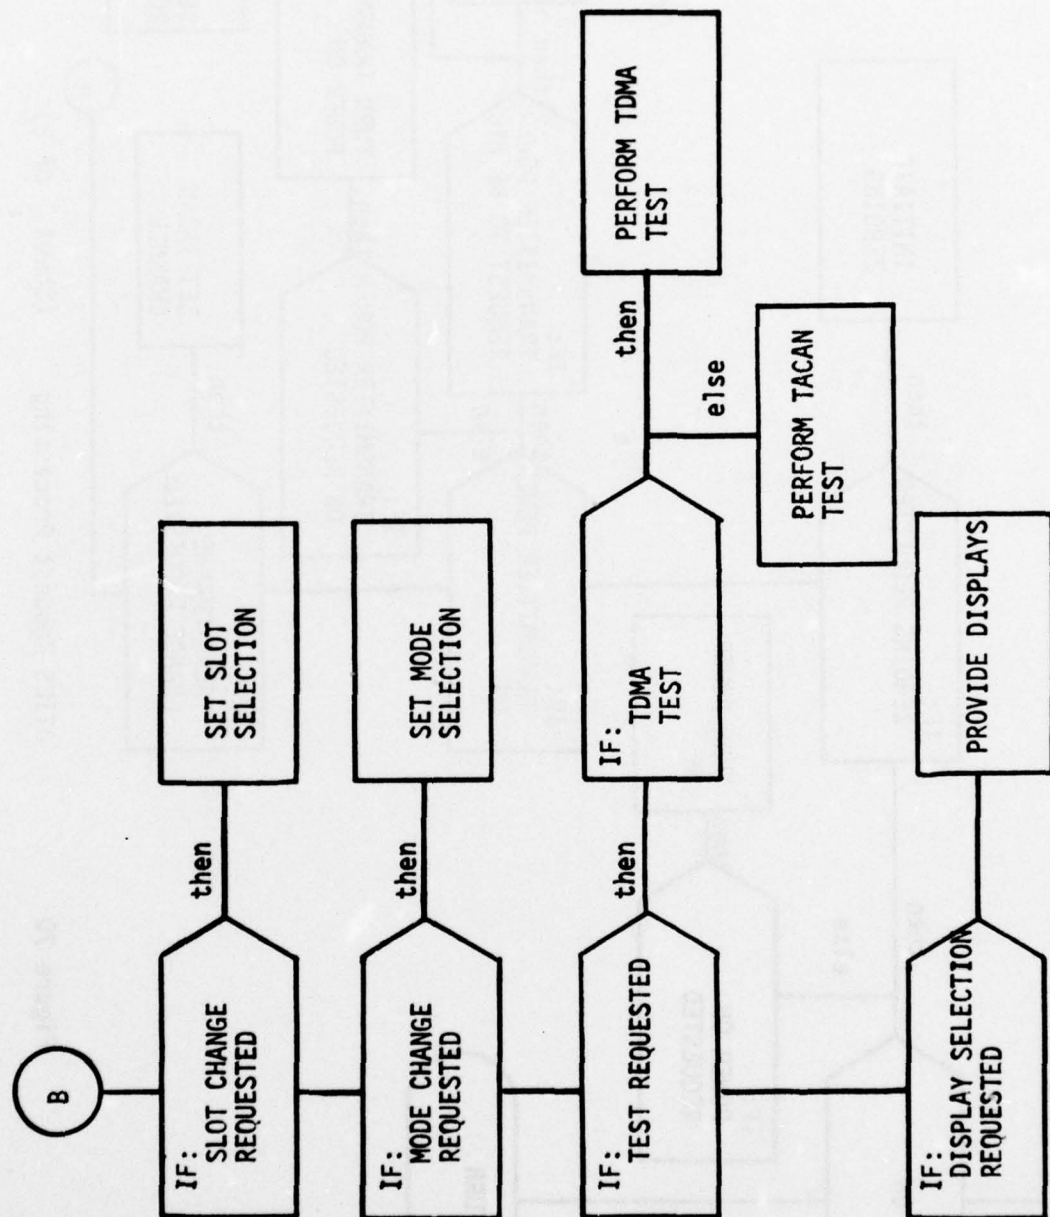 B
IF:
SLOT CHANGE
REQUESTED
then
SET SLOT
SELECTION
IF:
MODE CHANGE
REQUESTED
then
SET MODE
SELECTION
IF:
TEST REQUESTED
then
IF:
TDMA
TEST
then
PERFORM TDMA
TEST
else
PERFORM TACAN
TEST
IF:
DISPLAY SELECTION
REQUESTED
PROVIDE DISPLAYS